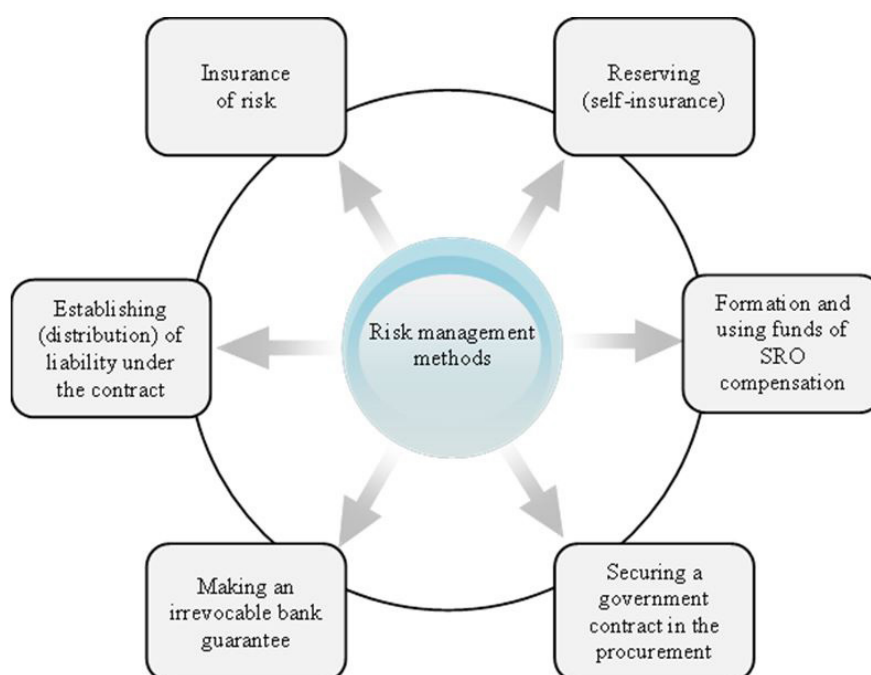 Insurance
of risk
Reserving
(self-insurance)
Establishing
(distribution) of
liability under
the contract
Risk management
methods
Formation and
using funds of
SRO
compensation
Making an
irrevocable bank
guarantee
Securing a
government
contract in the
procurement